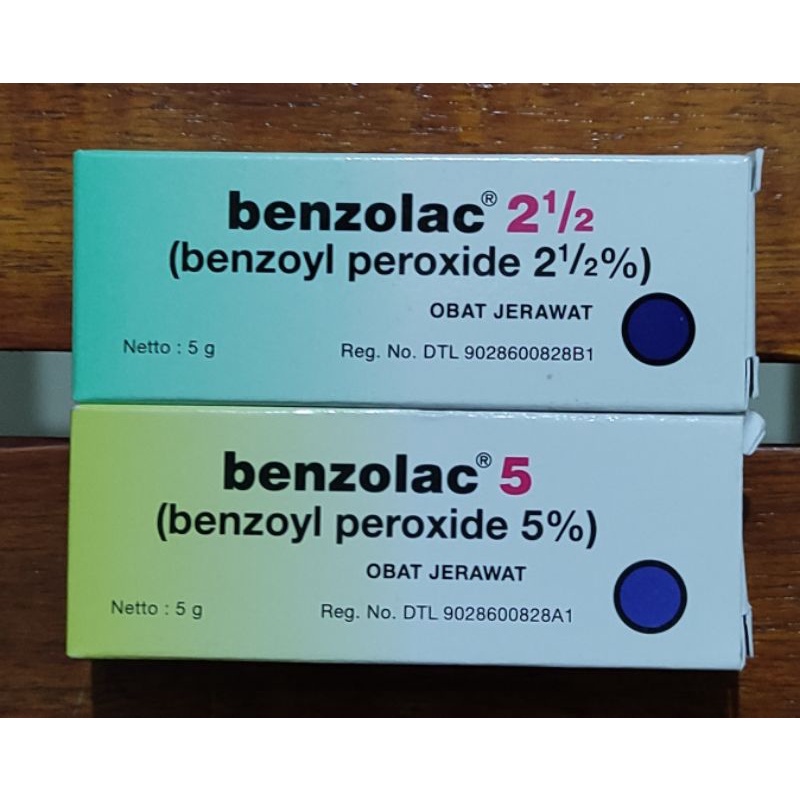 benzolac® 2½
(benzoyl peroxide 2½%)
OBAT JERAWAT
Netto : 5 g
Reg. No. DTL 9028600828B1
benzolac® 5
(benzoyl peroxide 5%)
OBAT JERAWAT
Netto : 5 g
Reg. No. DTL 9028600828A1